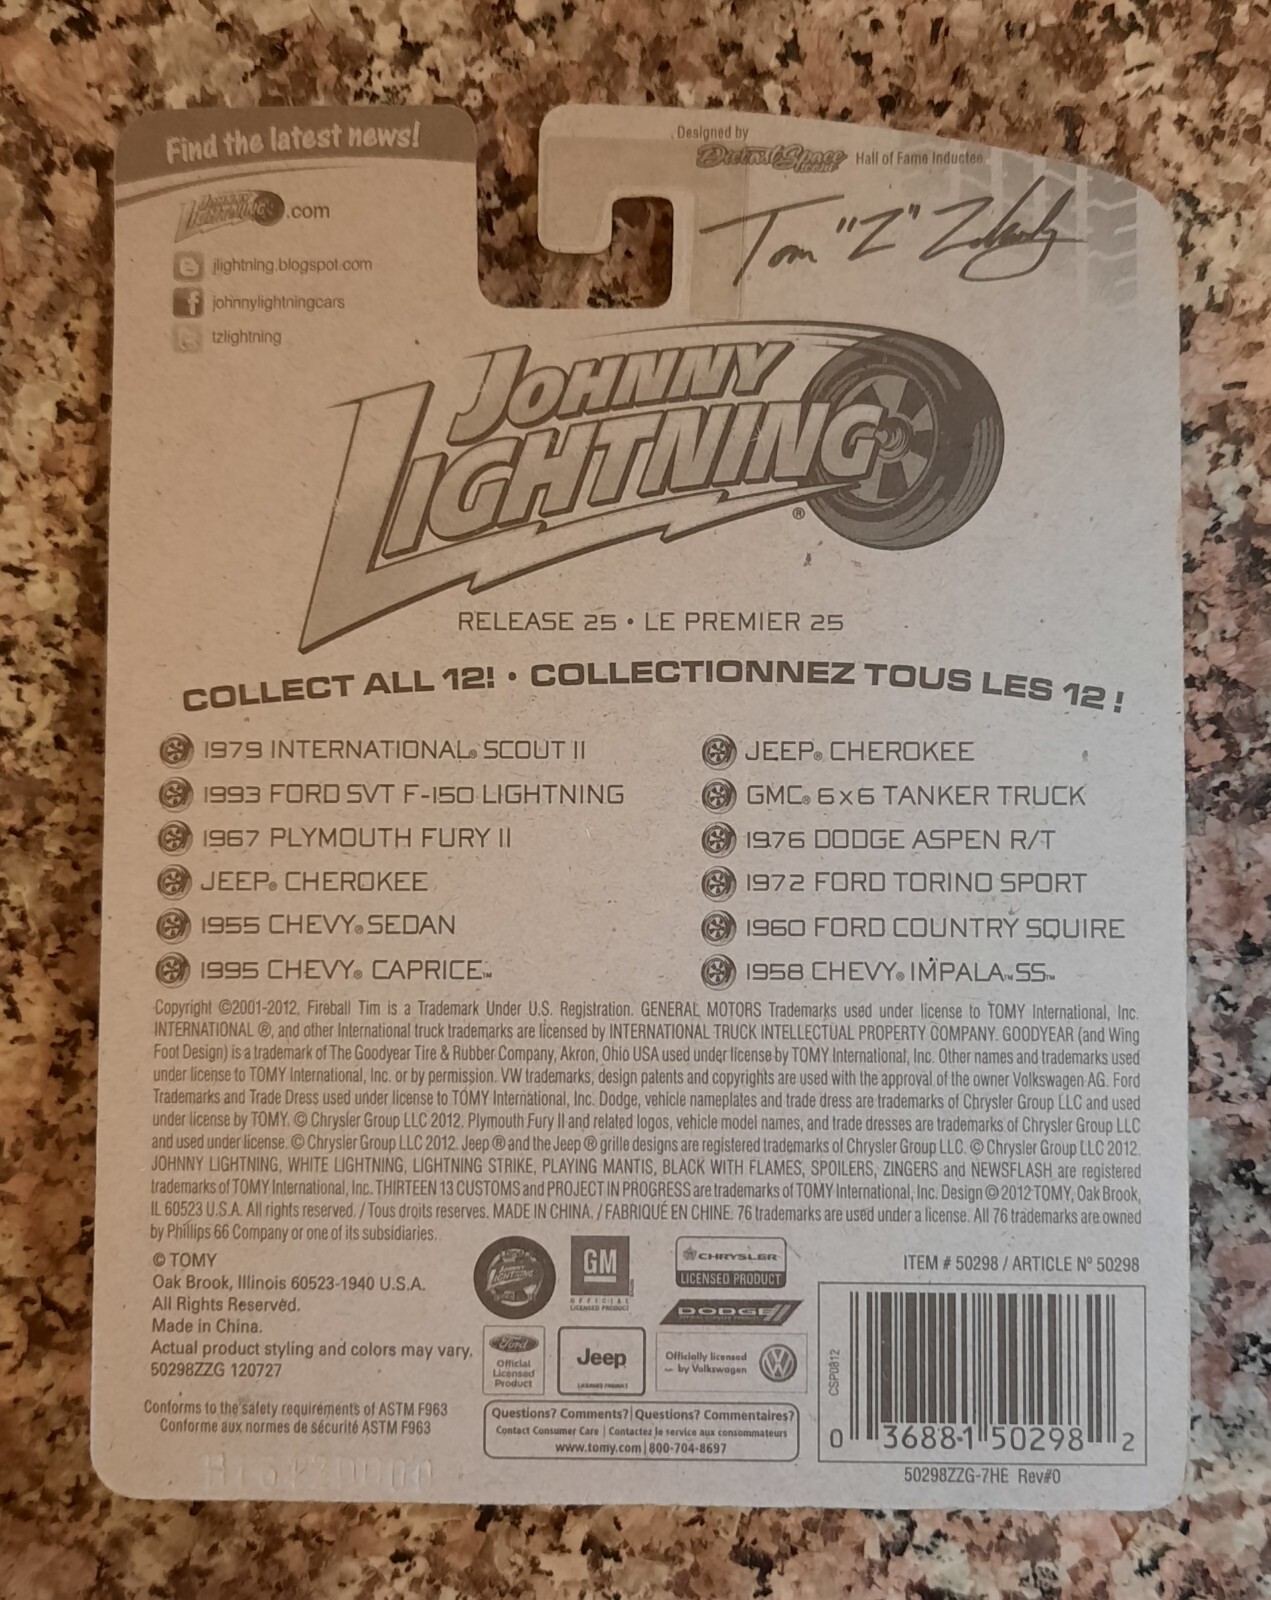 Find the latest news!
Designed by
DiecastSpace.com Hall of Fame Inductee
Tom "Z"
Johnny Lightning .com
jlightning.blogspot.com
johnnylightningcars
tzlightning
JOHNNY
LIGHTNING®
RELEASE 25 • LE PREMIER 25
COLLECT ALL 12! • COLLECTIONNEZ TOUS LES 12 !
1979 INTERNATIONAL® SCOUT II
1993 FORD SVT F-150 LIGHTNING
1967 PLYMOUTH FURY II
JEEP® CHEROKEE
1955 CHEVY® SEDAN
1995 CHEVY® CAPRICE™
JEEP® CHEROKEE
GMC® 6x6 TANKER TRUCK
1976 DODGE ASPEN R/T
1972 FORD TORINO SPORT
1960 FORD COUNTRY SQUIRE
1958 CHEVY® IMPALA™ SS™
Copyright ©2001-2012, Fireball Tim is a Trademark Under U.S. Registration. GENERAL MOTORS Trademarks used under license to TOMY International, Inc.
INTERNATIONAL ®, and other International truck trademarks are licensed by INTERNATIONAL TRUCK INTELLECTUAL PROPERTY COMPANY. GOODYEAR (and Wing
Foot Design) is a trademark of The Goodyear Tire & Rubber Company, Akron, Ohio USA used under license by TOMY International, Inc. Other names and trademarks used
under license to TOMY International, Inc. or by permission. VW trademarks, design patents and copyrights are used with the approval of the owner Volkswagen AG. Ford
Trademarks and Trade Dress used under license to TOMY International, Inc. Dodge, vehicle nameplates and trade dress are trademarks of Chrysler Group LLC and used
under license by TOMY. © Chrysler Group LLC 2012. Plymouth Fury II and related logos, vehicle model names, and trade dresses are trademarks of Chrysler Group LLC
and used under license. © Chrysler Group LLC 2012. Jeep ® and the Jeep ® grille designs are registered trademarks of Chrysler Group LLC. © Chrysler Group LLC 2012.
JOHNNY LIGHTNING, WHITE LIGHTNING, LIGHTNING STRIKE, PLAYING MANTIS, BLACK WITH FLAMES, SPOILERS, ZINGERS and NEWSFLASH are registered
trademarks of TOMY International, Inc. THIRTEEN 13 CUSTOMS and PROJECT IN PROGRESS are trademarks of TOMY International, Inc. Design © 2012 TOMY, Oak Brook,
IL 60523 U.S.A. All rights reserved. / Tous droits reserves. MADE IN CHINA. / FABRIQUÉ EN CHINE. 76 trademarks are used under a license. All 76 trademarks are owned
by Phillips 66 Company or one of its subsidiaries.
© TOMY
Oak Brook, Illinois 60523-1940 U.S.A.
All Rights Reserved.
Made in China.
Actual product styling and colors may vary.
50298ZZG 120727
Conforms to the safety requirements of ASTM F963
Conforme aux normes de sécurité ASTM F963
GM
OFFICIAL
LICENSED PRODUCT
CHRYSLER
LICENSED PRODUCT
DODGE
Ford
Official
Licensed
Product
Jeep
LICENSED PRODUCT
Officially licensed
by Volkswagen
Questions? Comments? | Questions? Commentaires?
Contact Consumer Care | Contactez le service aux consommateurs
www.tomy.com | 800-704-8697
ITEM # 50298 / ARTICLE Nº 50298
CSP0812
0 36881 50298 2
50298ZZG-7HE Rev#0